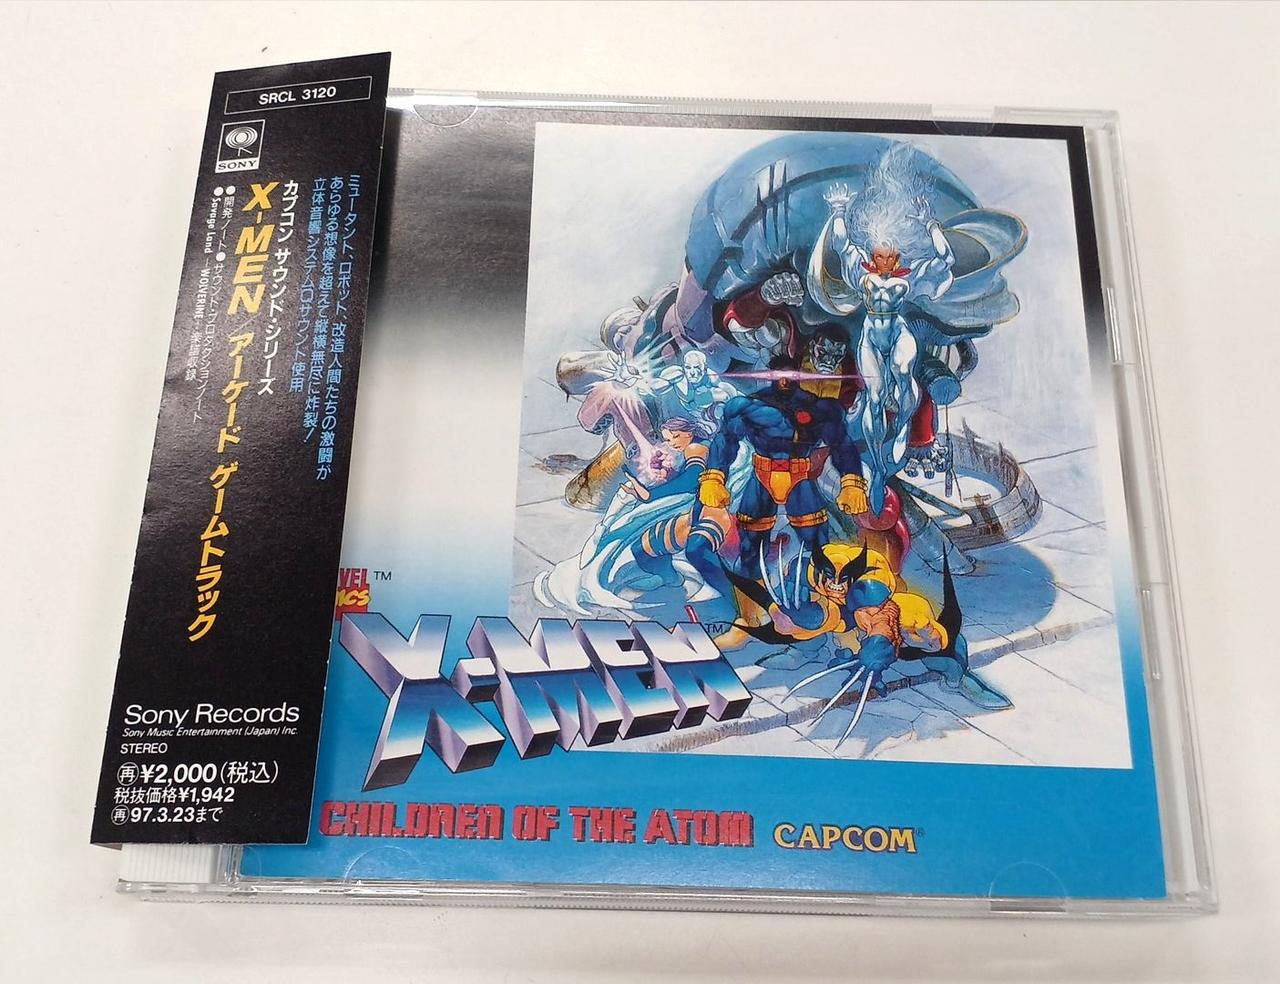 SRCL 3120
SONY
ミュータント、ロボット、改造人間たちの激闘が
あらゆる想像を超えて縦横無尽に炸裂!
立体音響システムQサウンド使用
カプコン サウンド・シリーズ
X-MEN/アーケード ゲームトラック
●開発ノート●サウンド・プロダクションノート
●Savage Land -WOLVERINE-未編収録
Sony Records
Sony Music Entertainment (Japan) Inc.
STEREO
再¥2,000(税込)
税抜価格¥1,942
再97.3.23まで
VEL™
ICS
X-MEN™
CHILDREN OF THE ATOM
CAPCOM®